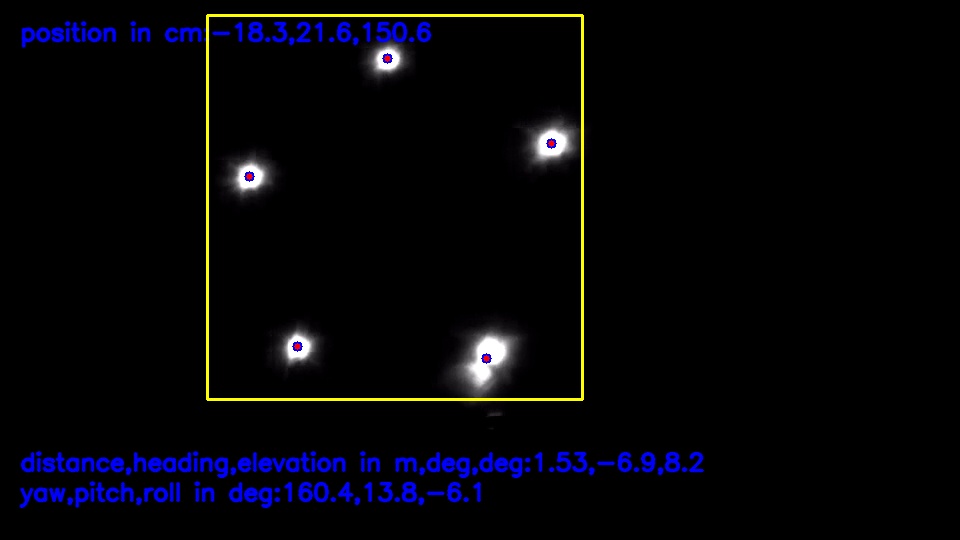 position in cm:-18.3,21.6,150.6
distance,heading,elevation in m,deg,deg:1.53,-6.9,8.2
yaw,pitch,roll in deg:160.4,13.8,-6.1